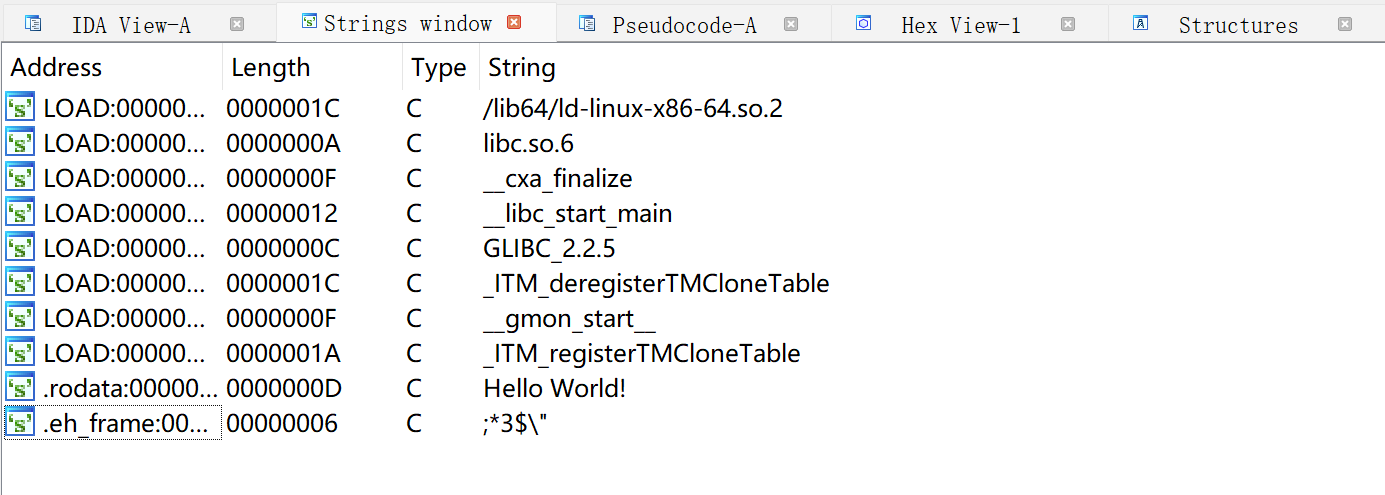 IDA View-A Strings window Pseudocode-A Hex View-1 Structures
Address Length Type String
LOAD:00000... 0000001C C /lib64/ld-linux-x86-64.so.2
LOAD:00000... 0000000A C libc.so.6
LOAD:00000... 0000000F C __cxa_finalize
LOAD:00000... 00000012 C __libc_start_main
LOAD:00000... 0000000C C GLIBC_2.2.5
LOAD:00000... 0000001C C _ITM_deregisterTMCloneTable
LOAD:00000... 0000000F C __gmon_start__
LOAD:00000... 0000001A C _ITM_registerTMCloneTable
.rodata:00000... 0000000D C Hello World!
.eh_frame:00... 00000006 C ;*3$\"